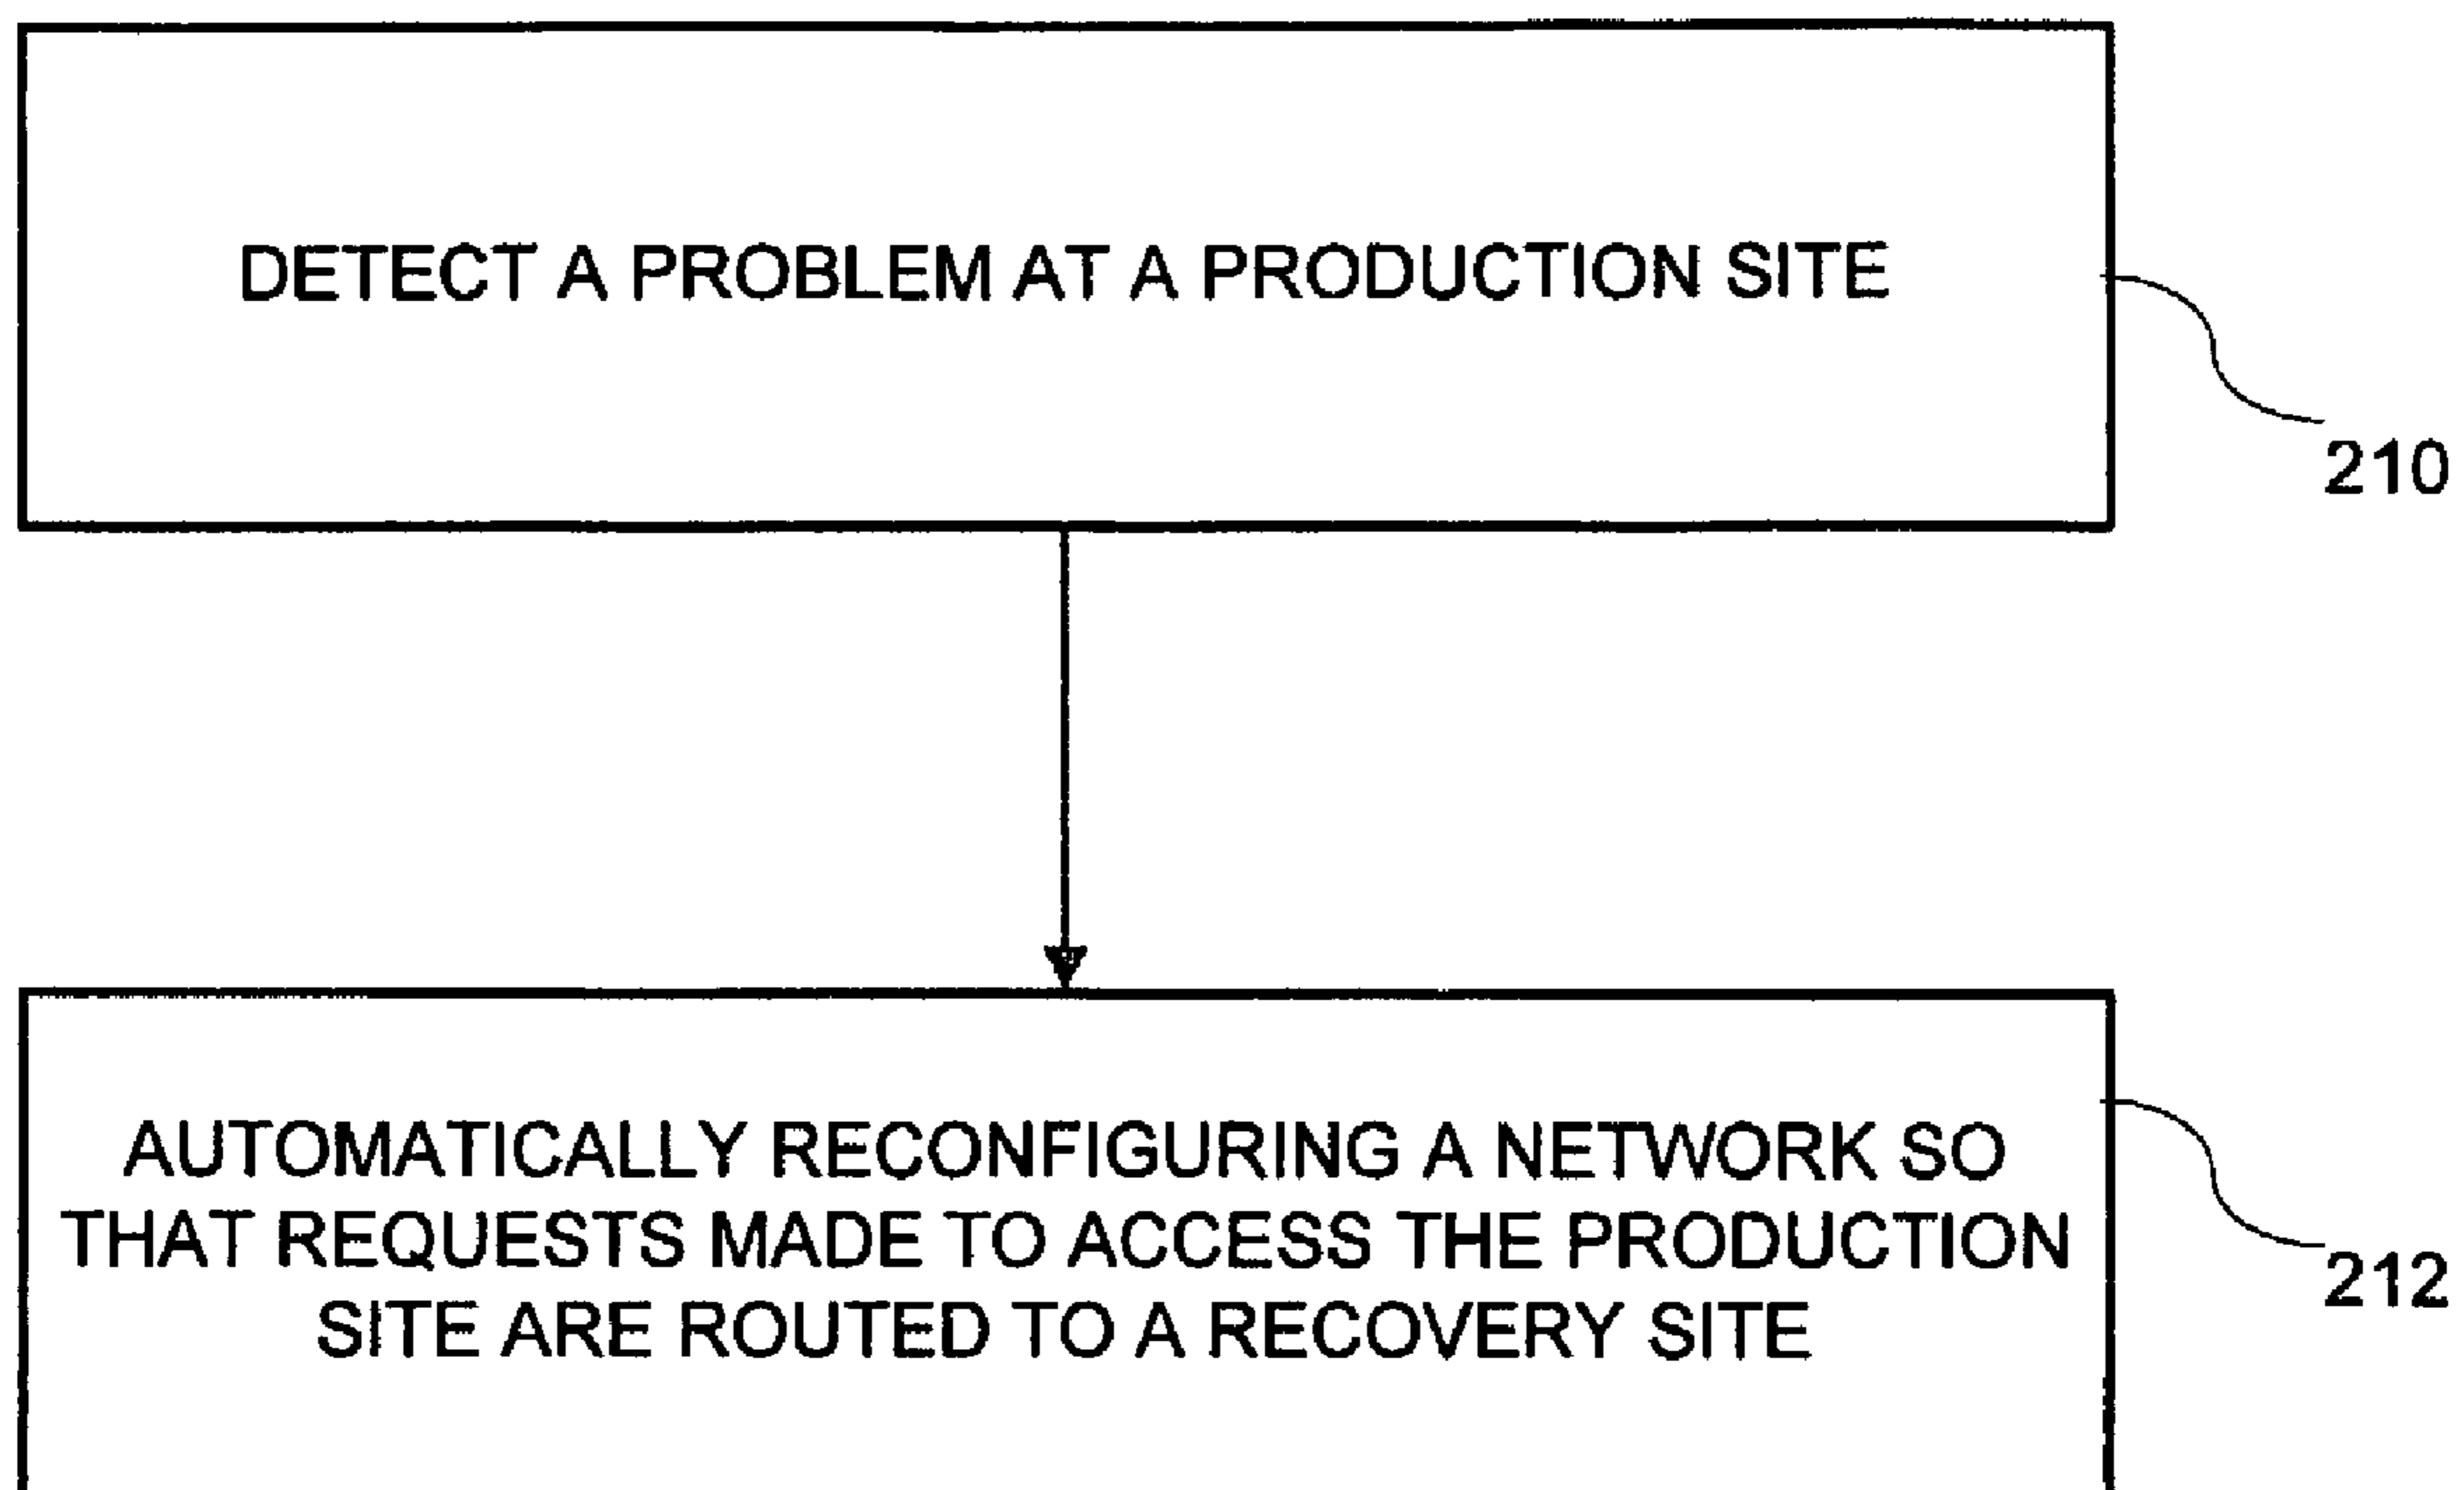 DETECT A PROBLEM AT A PRODUCTION SITE
210
AUTOMATICALLY RECONFIGURING A NETWORK SO
THAT REQUESTS MADE TO ACCESS THE PRODUCTION
SITE ARE ROUTED TO A RECOVERY SITE
212